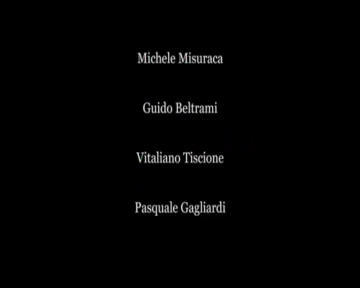 Michele Misuraca
Guido Beltrami
Vitaliano Tiscione
Pasquale Gagliardi